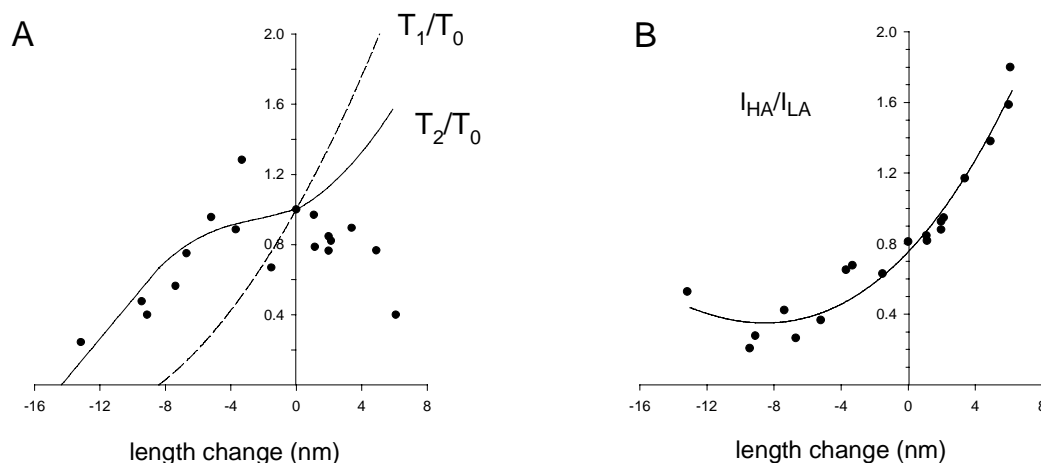 A
T1/T0
T2/T0
2.0
1.6
1.2
0.8
0.4
-16 -12 -8 -4 0 4 8
length change (nm)
B
IHA/ILA
2.0
1.6
1.2
0.8
0.4
-16 -12 -8 -4 0 4 8
length change (nm)